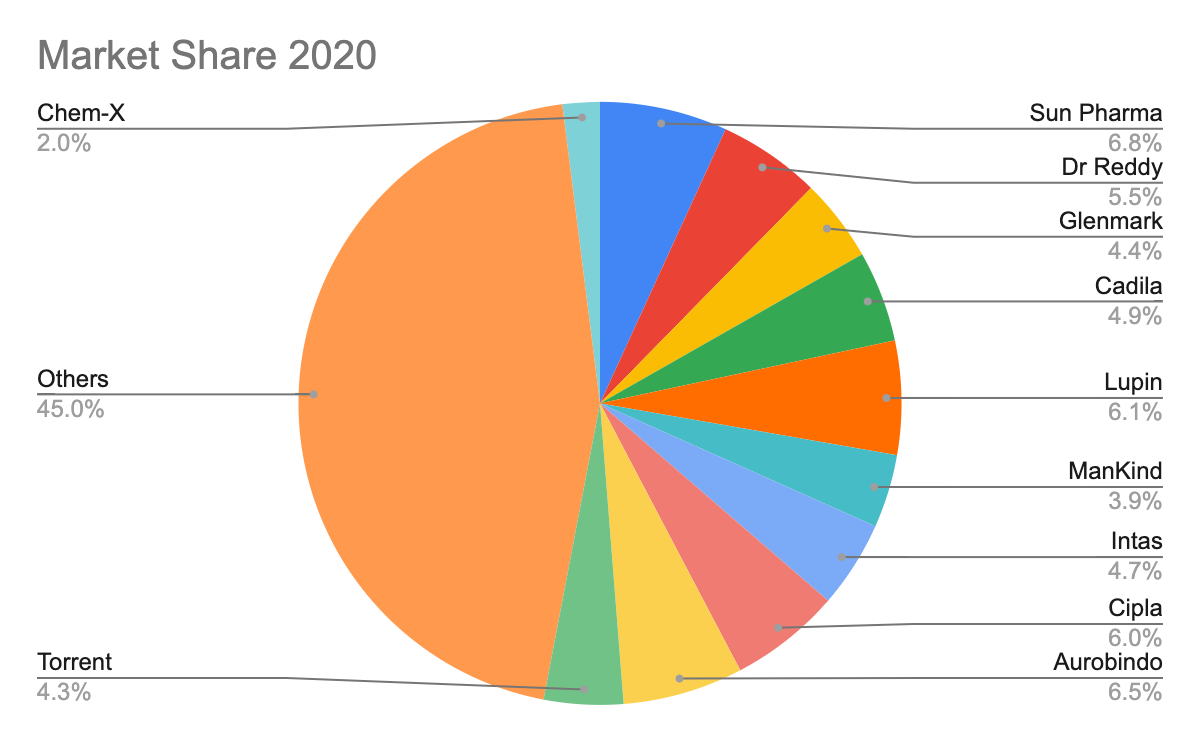 Market Share 2020
Chem-X
2.0%
Others
45.0%
Torrent
4.3%
Sun Pharma
6.8%
Dr Reddy
5.5%
Glenmark
4.4%
Cadila
4.9%
Lupin
6.1%
ManKind
3.9%
Intas
4.7%
Cipla
6.0%
Aurobindo
6.5%